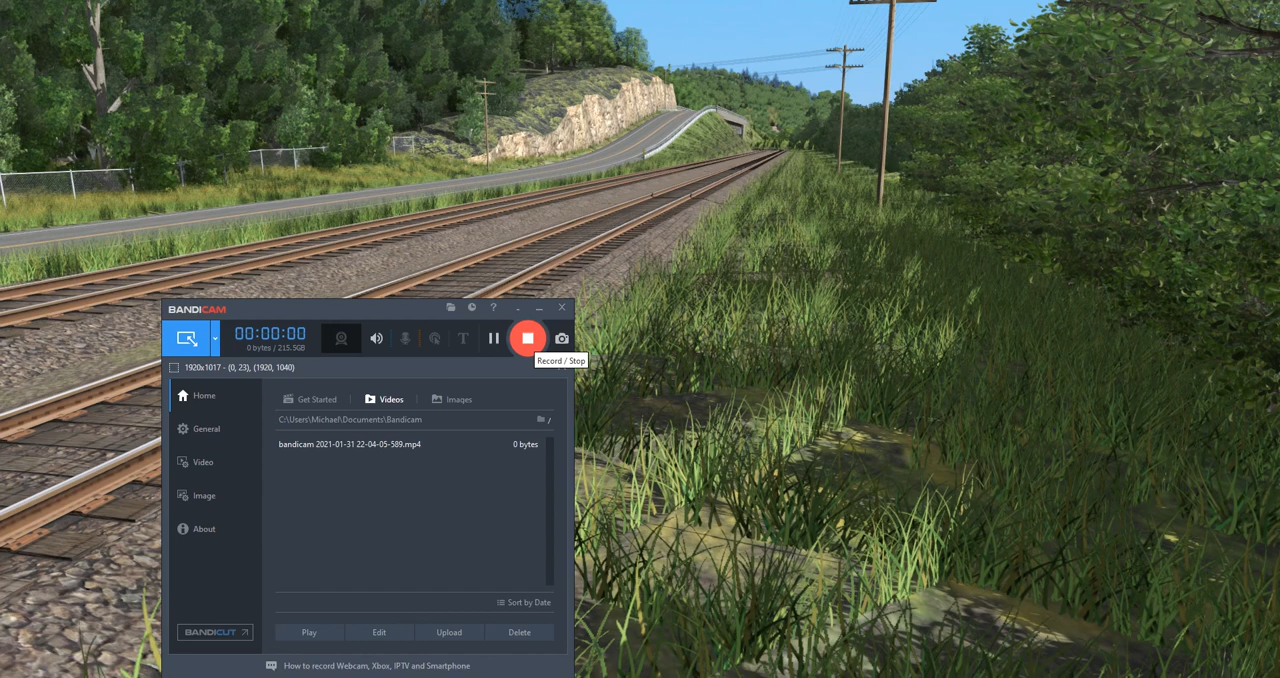 BANDICAM
?
00:00:00
0 bytes / 215.5GB
T
Record / Stop
1920x1017 - (0, 23), (1920, 1040)
Home
Get Started
Videos
Images
C:\Users\Michael\Documents\Bandicam
/
General
bandicam 2021-01-31 22-04-05-589.mp4
0 bytes
Video
Image
About
Sort by Date
BANDICUT
Play
Edit
Upload
Delete
How to record Webcam, Xbox, IPTV and Smartphone